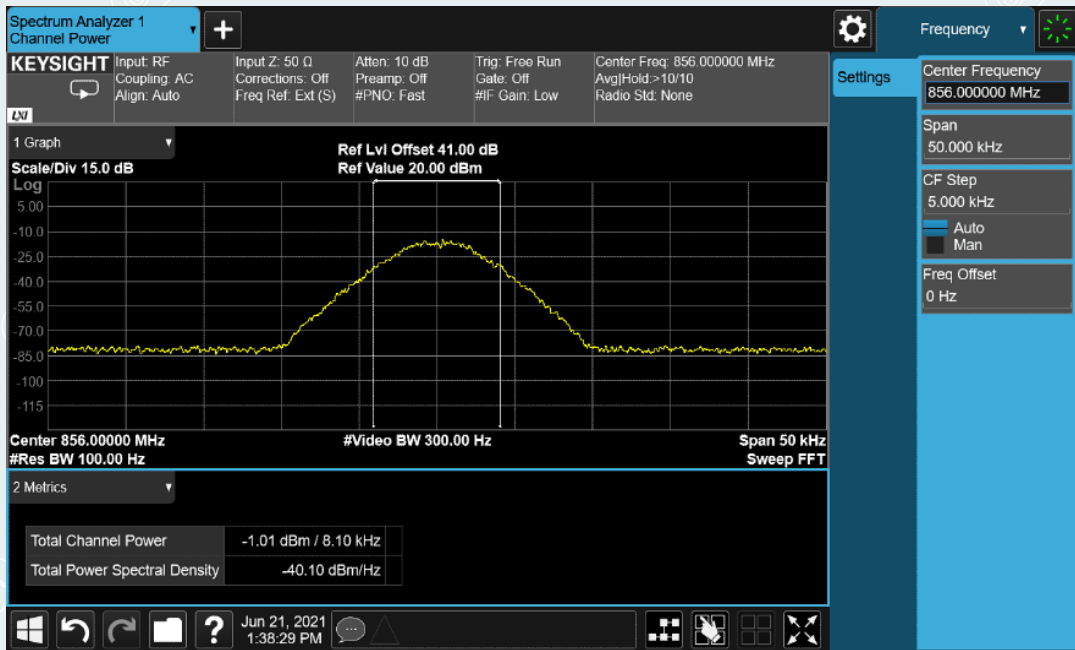 Spectrum Analyzer 1
Channel Power
Frequency
KEYSIGHT
LXI
Input: RF
Coupling: AC
Align: Auto
Input Z: 50 Ω
Corrections: Off
Freq Ref: Ext (S)
Atten: 10 dB
Preamp: Off
#PNO: Fast
Trig: Free Run
Gate: Off
#IF Gain: Low
Center Freq: 856.000000 MHz
Avg|Hold:>10/10
Radio Std: None
Settings
Center Frequency
856.000000 MHz
Span
50.000 kHz
CF Step
5.000 kHz
Auto
Man
Freq Offset
0 Hz
1 Graph
Scale/Div 15.0 dB
Ref Lvl Offset 41.00 dB
Ref Value 20.00 dBm
Log
5.00
-10.0
-25.0
-40.0
-55.0
-70.0
-85.0
-100
-115
Center 856.00000 MHz
#Video BW 300.00 Hz
Span 50 kHz
#Res BW 100.00 Hz
Sweep FFT
2 Metrics
Total Channel Power -1.01 dBm / 8.10 kHz
Total Power Spectral Density -40.10 dBm/Hz
?
Jun 21, 2021
1:38:29 PM